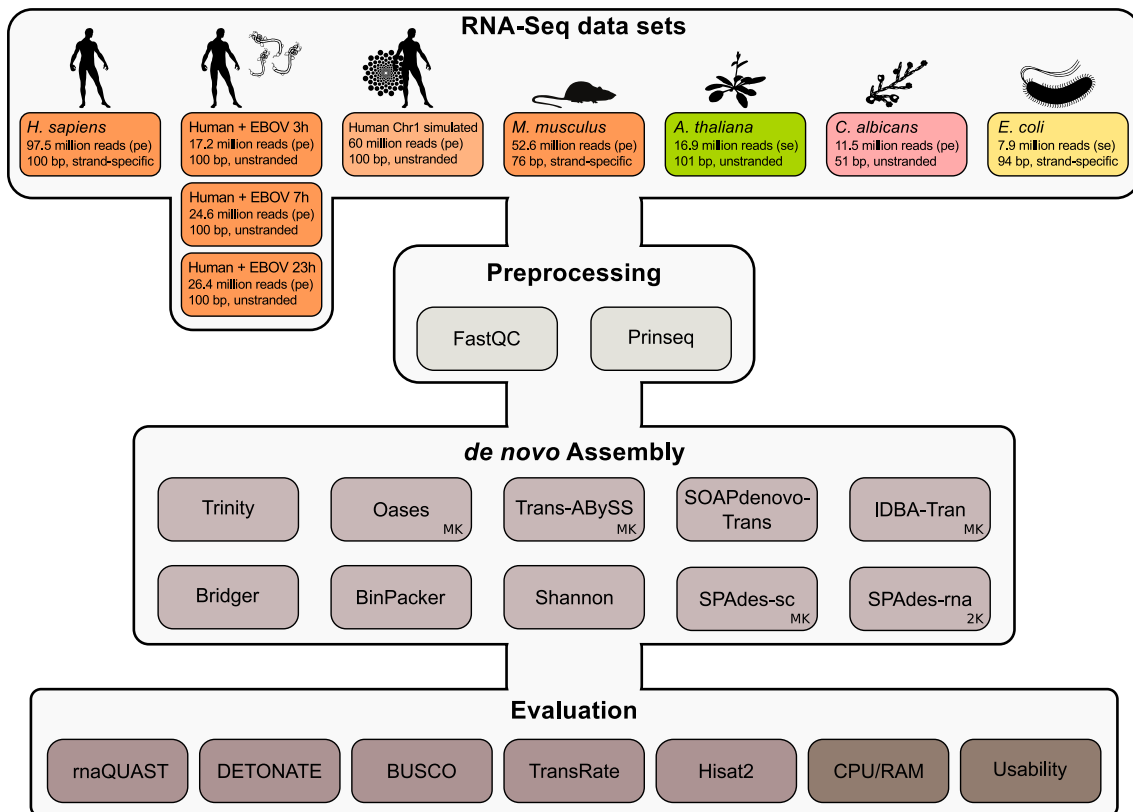 RNA-Seq data sets
H. sapiens
97.5 million reads (pe)
100 bp, strand-specific
Human + EBOV 3h
17.2 million reads (pe)
100 bp, unstranded
Human + EBOV 7h
24.6 million reads (pe)
100 bp, unstranded
Human + EBOV 23h
26.4 million reads (pe)
100 bp, unstranded
Human Chr1 simulated
60 million reads (pe)
100 bp, unstranded
M. musculus
52.6 million reads (pe)
76 bp, strand-specific
A. thaliana
16.9 million reads (se)
101 bp, unstranded
C. albicans
11.5 million reads (pe)
51 bp, unstranded
E. coli
7.9 million reads (se)
94 bp, strand-specific
Preprocessing
FastQC
Prinseq
de novo Assembly
Trinity
Oases
MK
Trans-ABySS
MK
SOAPdenovo-
Trans
IDBA-Tran
MK
Bridger
BinPacker
Shannon
SPAdes-sc
MK
SPAdes-rna
2K
Evaluation
rnaQUAST
DETONATE
BUSCO
TransRate
Hisat2
CPU/RAM
Usability